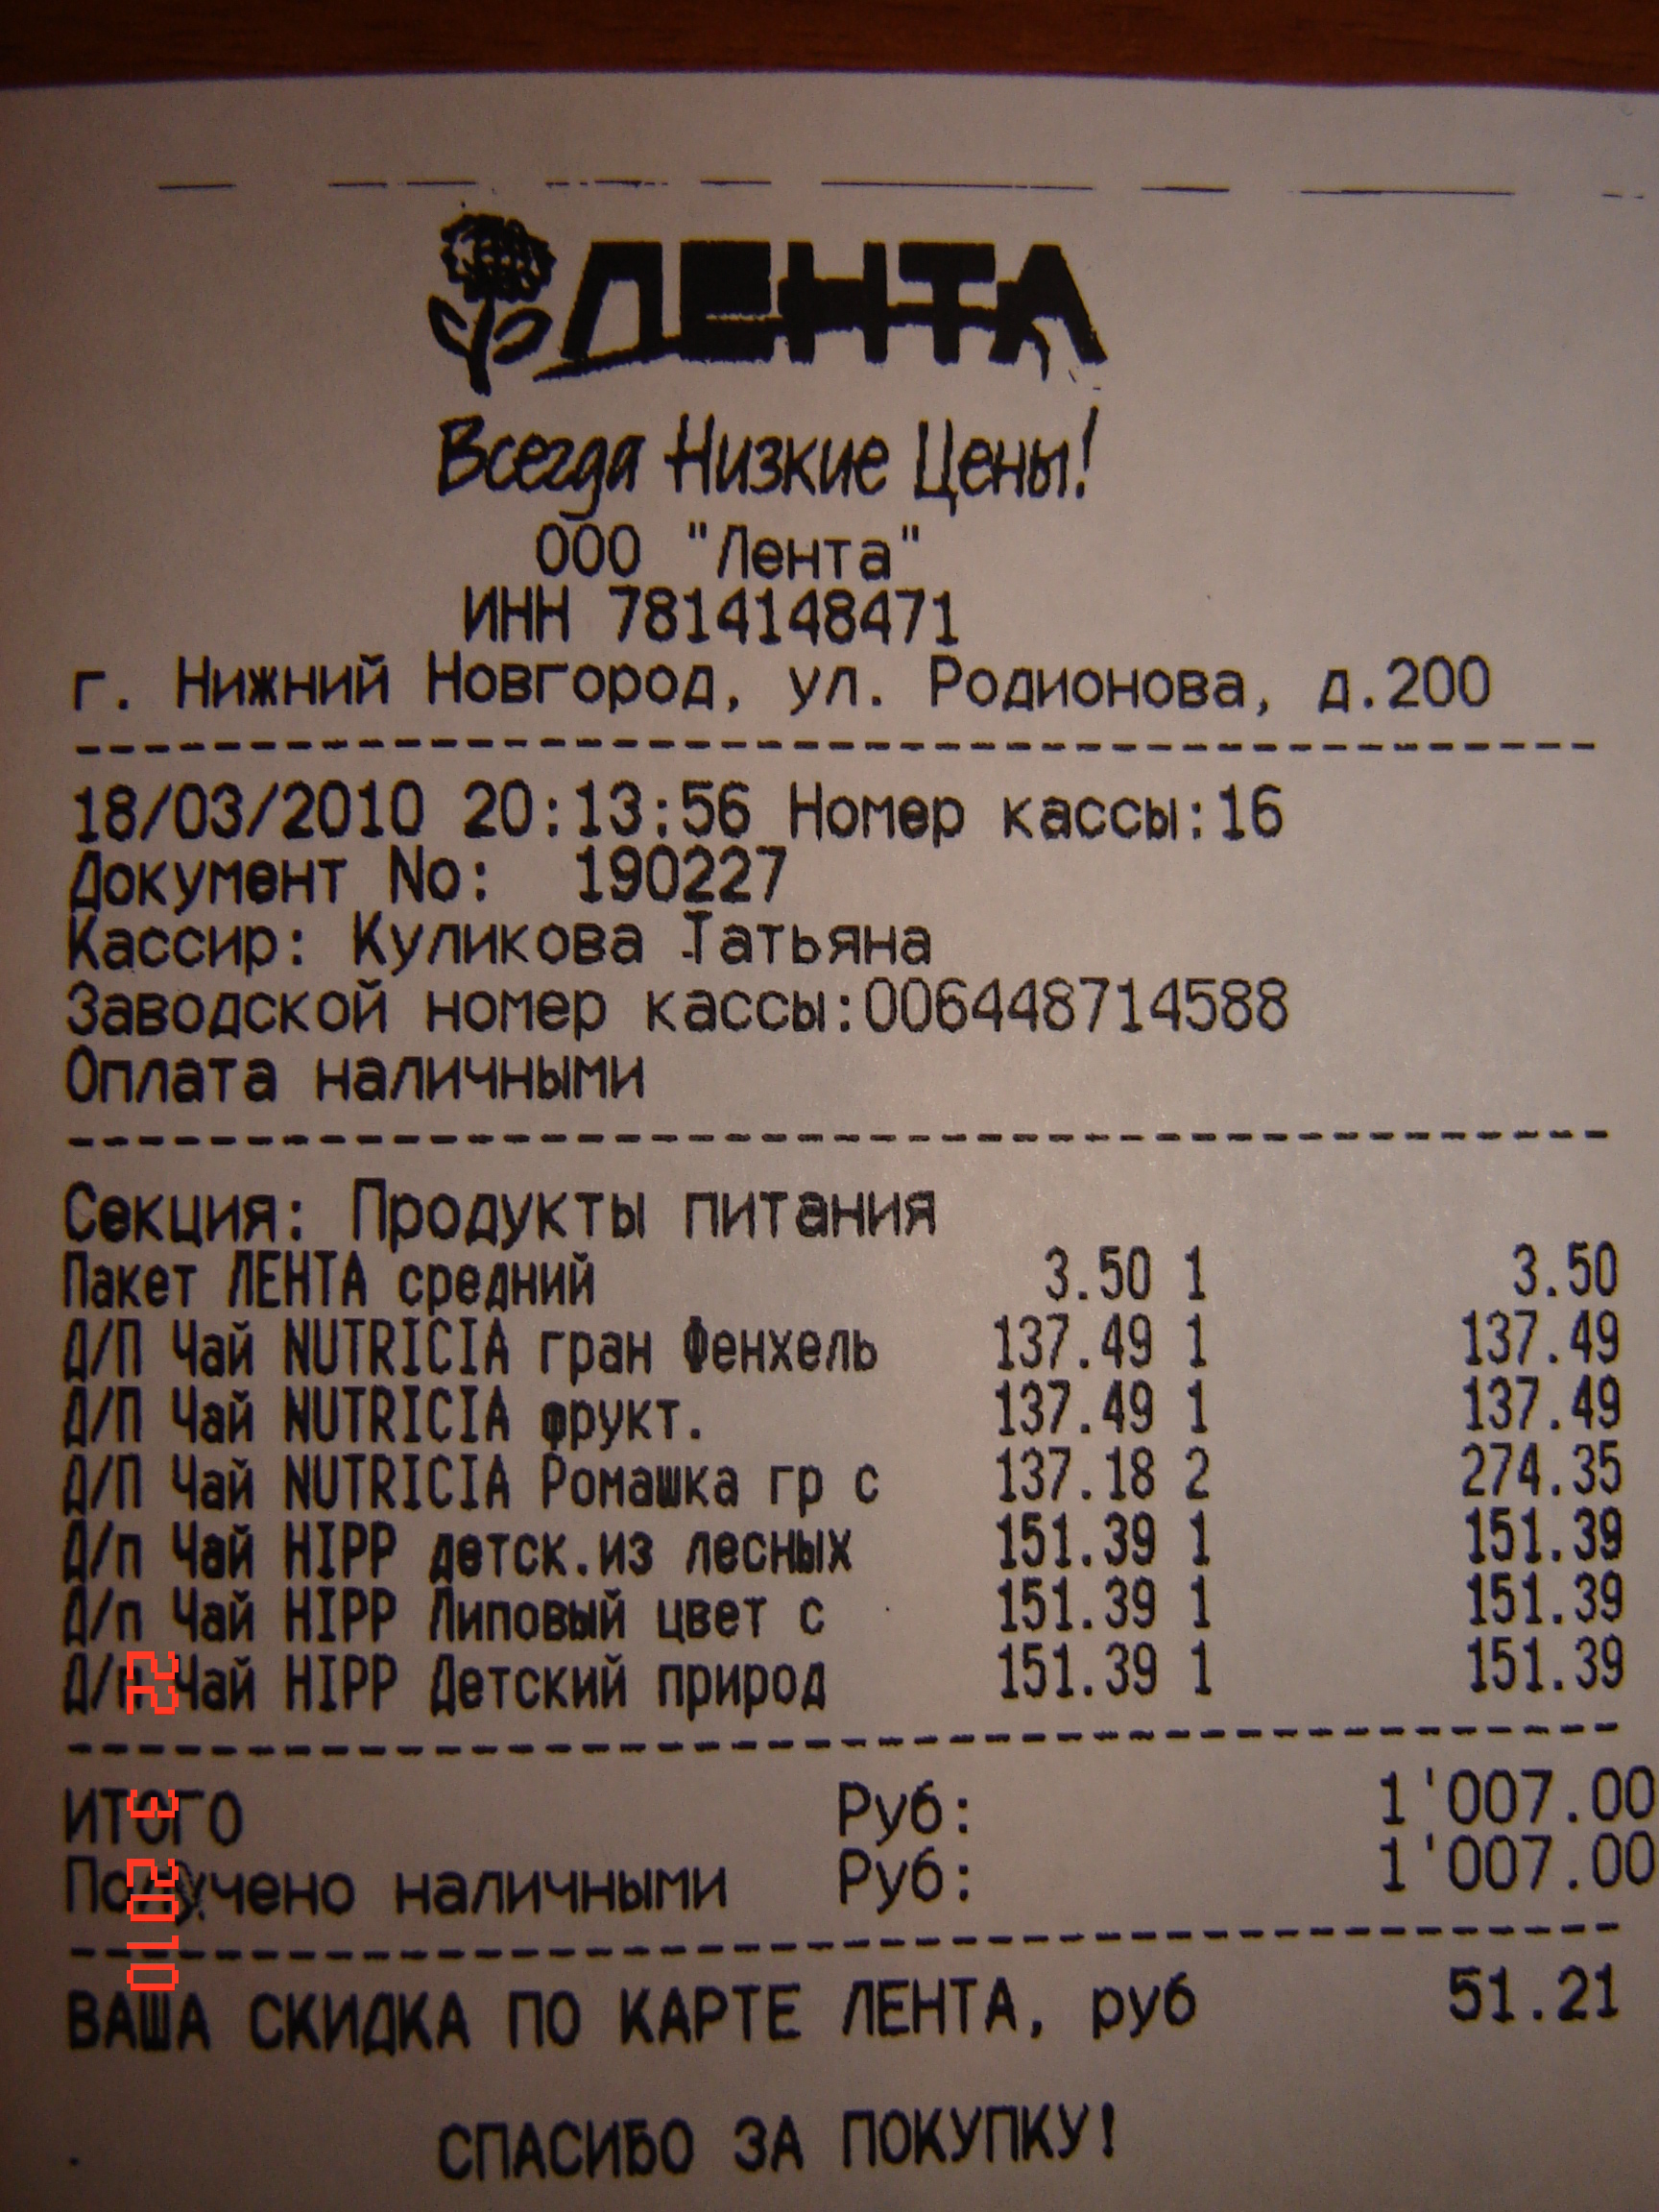 ЛЕНТА
Всегда Низкие Цены!
ООО "Лента"
ИНН 7814148471
г. Нижний Новгород, ул. Родионова, д.200
18/03/2010 20:13:56 Номер кассы:16
Документ No: 190227
Кассир: Куликова Татьяна
Заводской номер кассы:006448714588
Оплата наличными
Секция: Продукты питания
Пакет ЛЕНТА средний 3.50 1 3.50
Д/П Чай NUTRICIA гран Фенхель 137.49 1 137.49
Д/П Чай NUTRICIA фрукт. 137.49 1 137.49
Д/П Чай NUTRICIA Ромашка гр с 137.18 2 274.35
Д/п Чай HIPP детск.из лесных 151.39 1 151.39
Д/п Чай HIPP Липовый цвет с 151.39 1 151.39
Д/п Чай HIPP Детский природ 151.39 1 151.39
ИТОГО Руб: 1'007.00
Получено наличными Руб: 1'007.00
ВАША СКИДКА ПО КАРТЕ ЛЕНТА, руб 51.21
СПАСИБО ЗА ПОКУПКУ!
22 3 2010